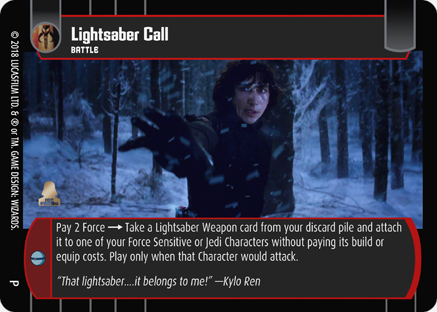 Lightsaber Call
BATTLE
© 2018 LUCASFILM LTD. & ® or TM. GAME DESIGN: WIZARDS.
P
Pay 2 Force → Take a Lightsaber Weapon card from your discard pile and attach
it to one of your Force Sensitive or Jedi Characters without paying its build or
equip costs. Play only when that Character would attack.
"That lightsaber....it belongs to me!" —Kylo Ren